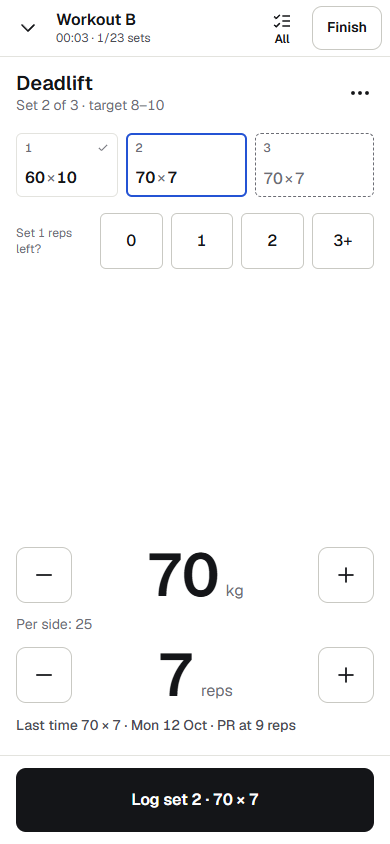 Workout B
00:03 · 1/23 sets
All
Finish
Deadlift
Set 2 of 3 · target 8–10
1
60×10
2
70×7
3
70×7
Set 1 reps
left?
0
1
2
3+
70 kg
Per side: 25
7 reps
Last time 70 × 7 · Mon 12 Oct · PR at 9 reps
Log set 2 · 70 × 7